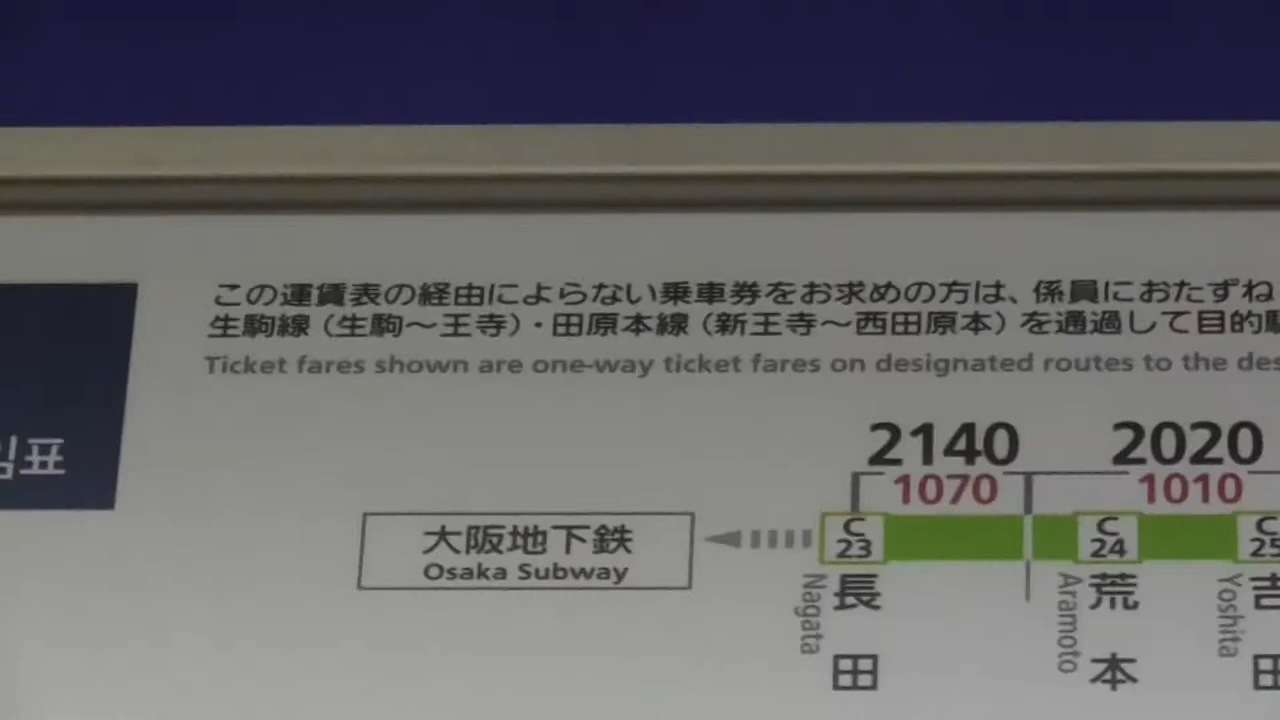 この運賃表の経由によらない乗車券をお求めの方は、係員におたずね
生駒線（生駒～王寺）・田原本線（新王寺～西田原本）を通過して目的
Ticket fares shown are one-way ticket fares on designated routes to the
표
2140 2020
1070 1010
大阪地下鉄
Osaka Subway
C 23 長田 Nagata
C 24 荒本 Aramoto
C 25 吉田 Yoshita